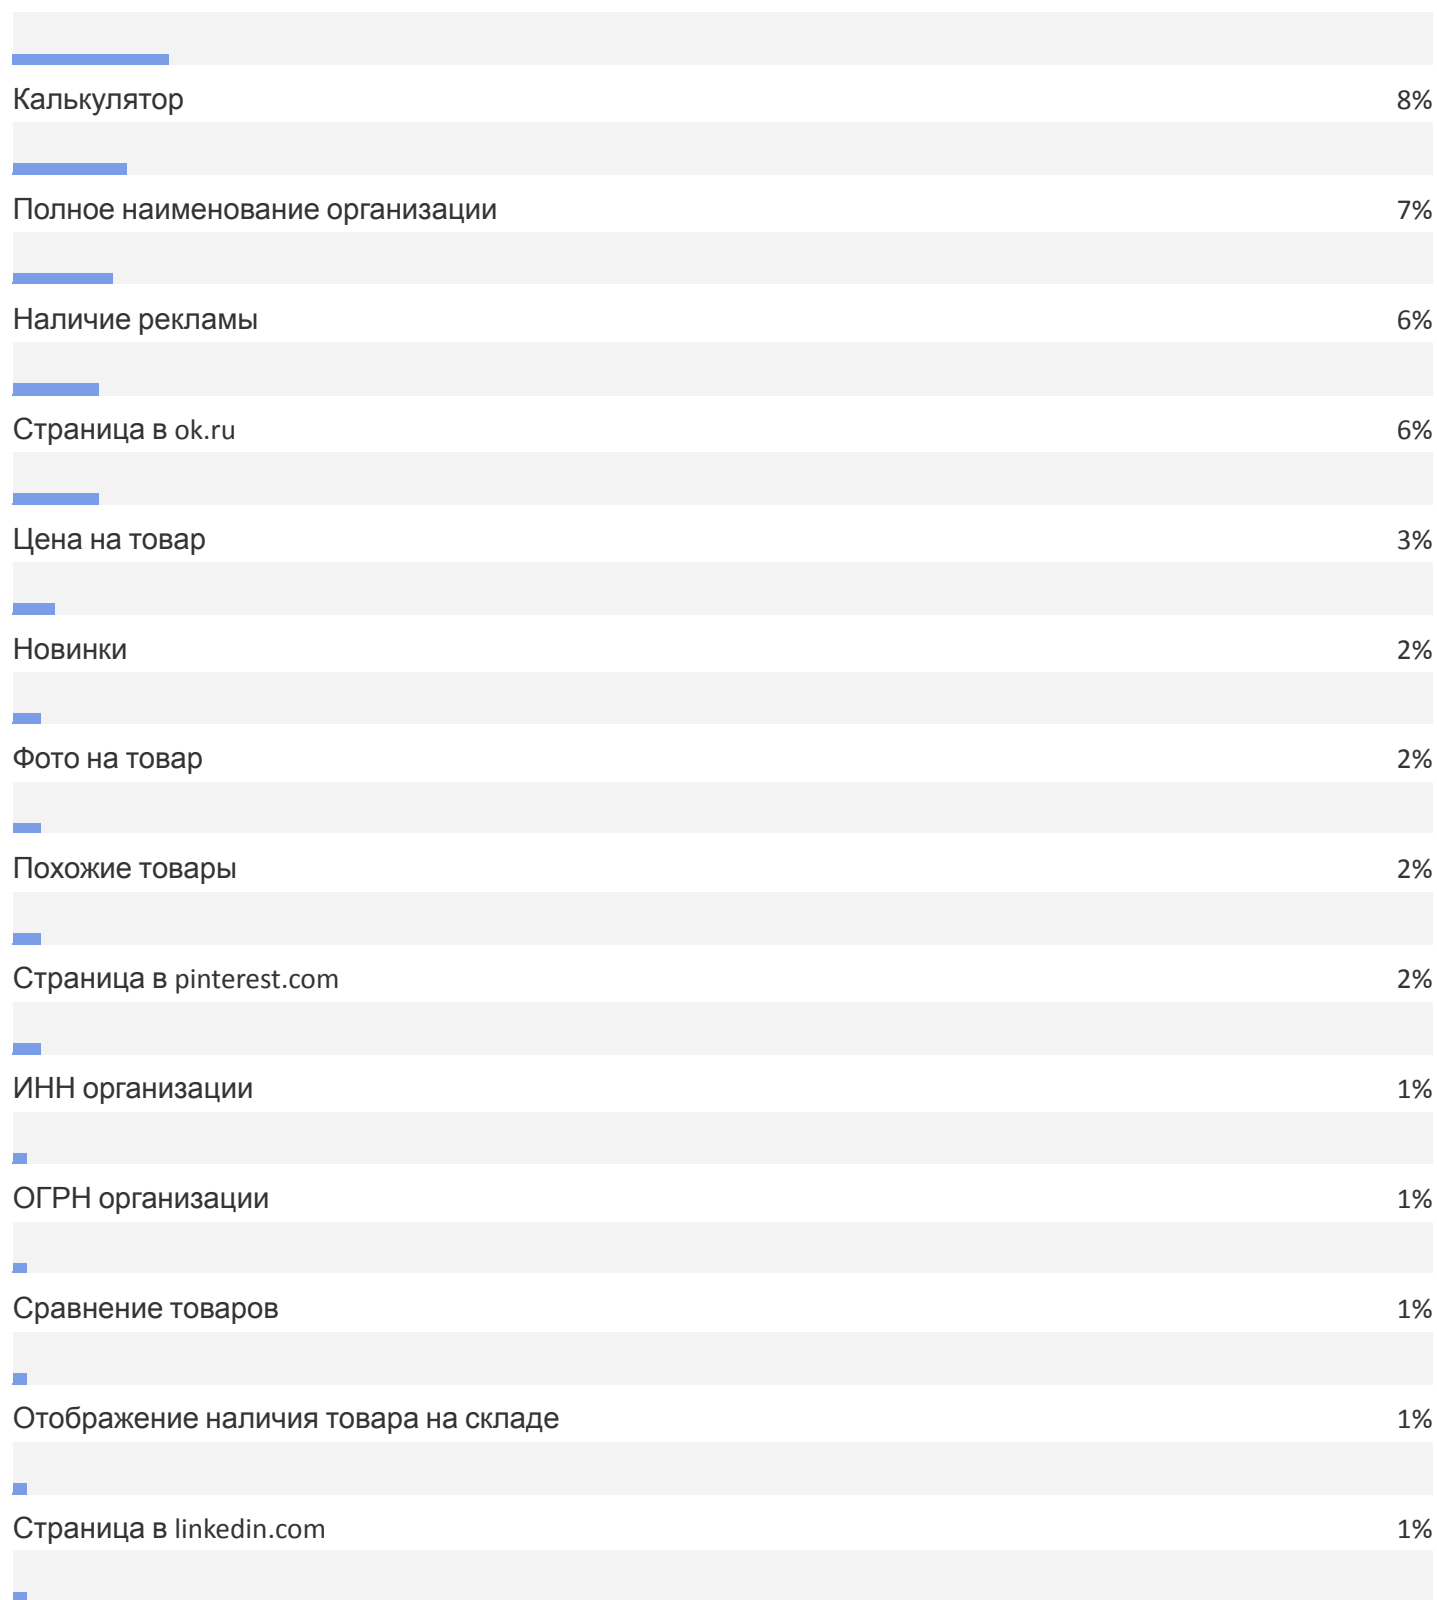 Калькулятор 8%
Полное наименование организации 7%
Наличие рекламы 6%
Страница в ok.ru 6%
Цена на товар 3%
Новинки 2%
Фото на товар 2%
Похожие товары 2%
Страница в pinterest.com 2%
ИНН организации 1%
ОГРН организации 1%
Сравнение товаров 1%
Отображение наличия товара на складе 1%
Страница в linkedin.com 1%